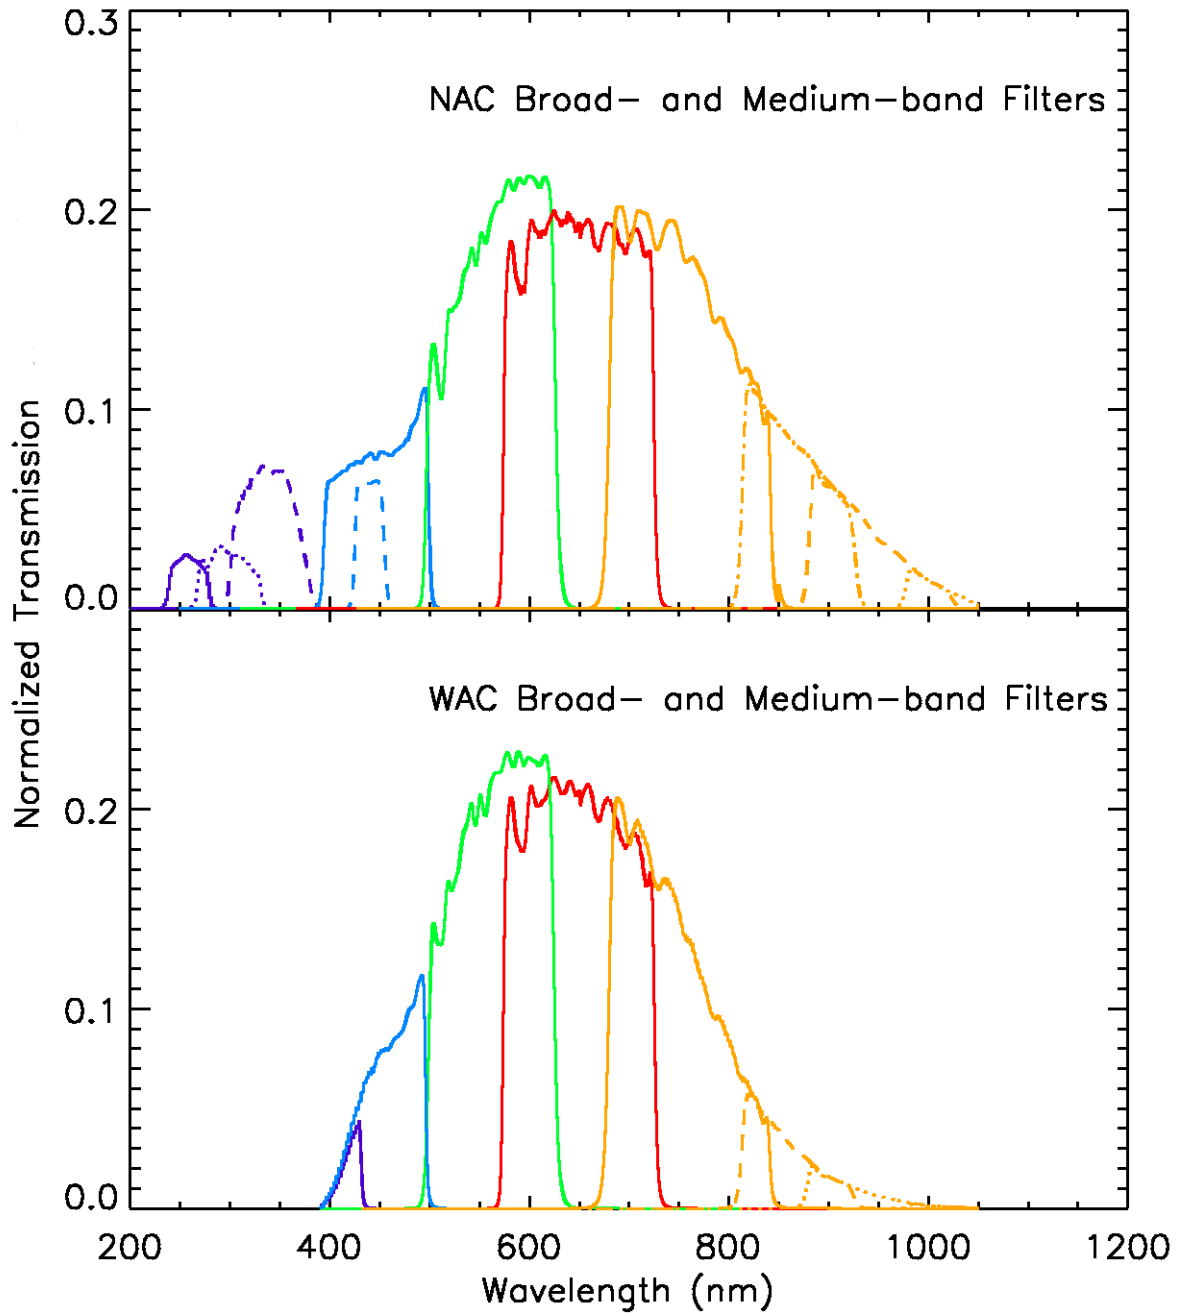 0.3
NAC Broad- and Medium-band Filters
0.2
0.1
0.0
Normalized Transmission
WAC Broad- and Medium-band Filters
0.2
0.1
0.0
200 400 600 800 1000 1200
Wavelength (nm)